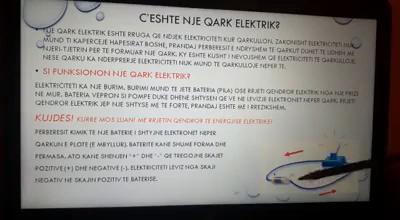 C'ESHTE NJE QARK ELEKTRIK?
• NJE QARK ELEKTRIK ESHTE RRUGA QE NDJEK ELEKTRICITETI KUR QARKULLON. ZAKONISHT ELEKTRICITETI NUK
MUND TI KAPERCEJE HAPESIRAT BOSHE, PRANDAJ PERBERESIT E NDRYSHEM TE QARKUT DUHET TE LIDHEN ME
NJERI-TJETRIN PER TE FORMUAR NJE QARK. KY ESHTE KUSHT I NEVOJSHEM QE ELEKTRICITETI TE QARKULLOJE,
NESE QARKU KA NDERPRERJE ELEKTRICITETI NUK MUND TE QARKULLOJE NEPER TE.
• SI FUNKSIONON NJE QARK ELEKTRIK?
ELEKTRICITETI KA NJE BURIM. BURIMI MUND TE JETE BATERIA (PILA) OSE RRJETI QENDROR ELEKTRIK NGA NJE PRIZE
NE MUR. BATERIA VEPRON SI POMPE DUKE DHENE SHTYSEN QE VE NE LEVIZJE ELEKTRONET NEPER QARK. RRJETI
QENDROR ELEKTRIK JEP NJE SHTYSE ME TE FORTE, PRANDAJ ESHTE ME I RREZIKSHEM.
KUJDES! KURRE MOS LUANI ME RRJETIN QENDROR TE ENERGJISE ELEKTRIKE!
PERBERESIT KIMIK TE NJE BATERIE I SHTYJNE ELEKTRONET NEPER
QARKUN E PLOTE (E MBYLLUR). BATERITE KANE SHUME FORMA DHE
PERMASA, ATO KANE SHENJEN "+" DHE "-" QE TREGOJNE SKAJET
POZITIVE (+) DHE NEGATIVE (-). ELEKTRICITETI LEVIZ NGA SKAJI
NEGATIV NE SKAJIN POZITIV TE BATERISE.